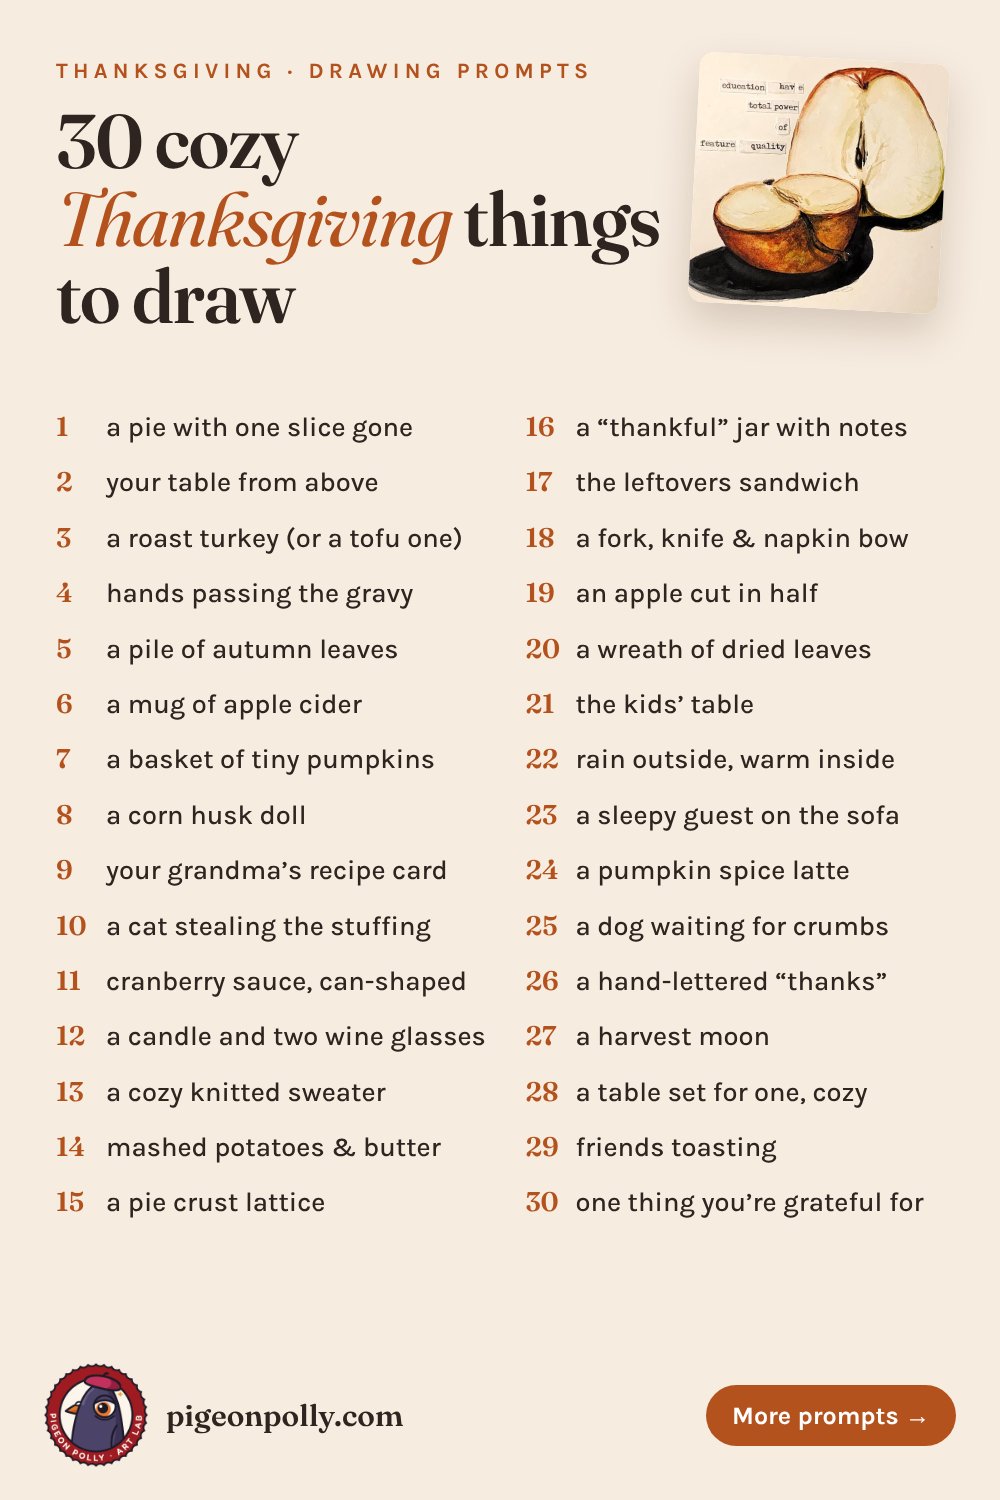 THANKSGIVING · DRAWING PROMPTS
30 cozy
Thanksgiving things
to draw
education have
total power
of
feature quality
1 a pie with one slice gone
2 your table from above
3 a roast turkey (or a tofu one)
4 hands passing the gravy
5 a pile of autumn leaves
6 a mug of apple cider
7 a basket of tiny pumpkins
8 a corn husk doll
9 your grandma’s recipe card
10 a cat stealing the stuffing
11 cranberry sauce, can-shaped
12 a candle and two wine glasses
13 a cozy knitted sweater
14 mashed potatoes & butter
15 a pie crust lattice
16 a “thankful” jar with notes
17 the leftovers sandwich
18 a fork, knife & napkin bow
19 an apple cut in half
20 a wreath of dried leaves
21 the kids’ table
22 rain outside, warm inside
23 a sleepy guest on the sofa
24 a pumpkin spice latte
25 a dog waiting for crumbs
26 a hand-lettered “thanks”
27 a harvest moon
28 a table set for one, cozy
29 friends toasting
30 one thing you’re grateful for
PIGEON POLLY · ART LAB
pigeonpolly.com
More prompts →